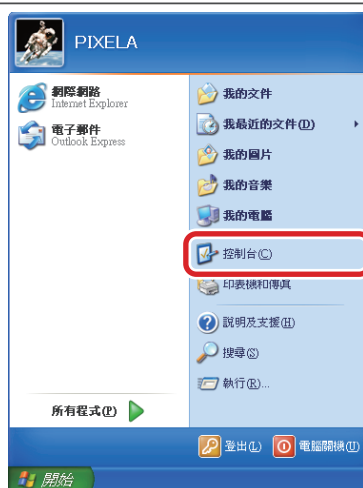 PIXELA
網際網路
Internet Explorer
電子郵件
Outlook Express
我的文件
我最近的文件(D)
我的圖片
我的音樂
我的電腦
控制台(C)
印表機和傳真
說明及支援(H)
搜尋(S)
執行(R)...
所有程式(P)
登出(L)
電腦關機(U)
開始